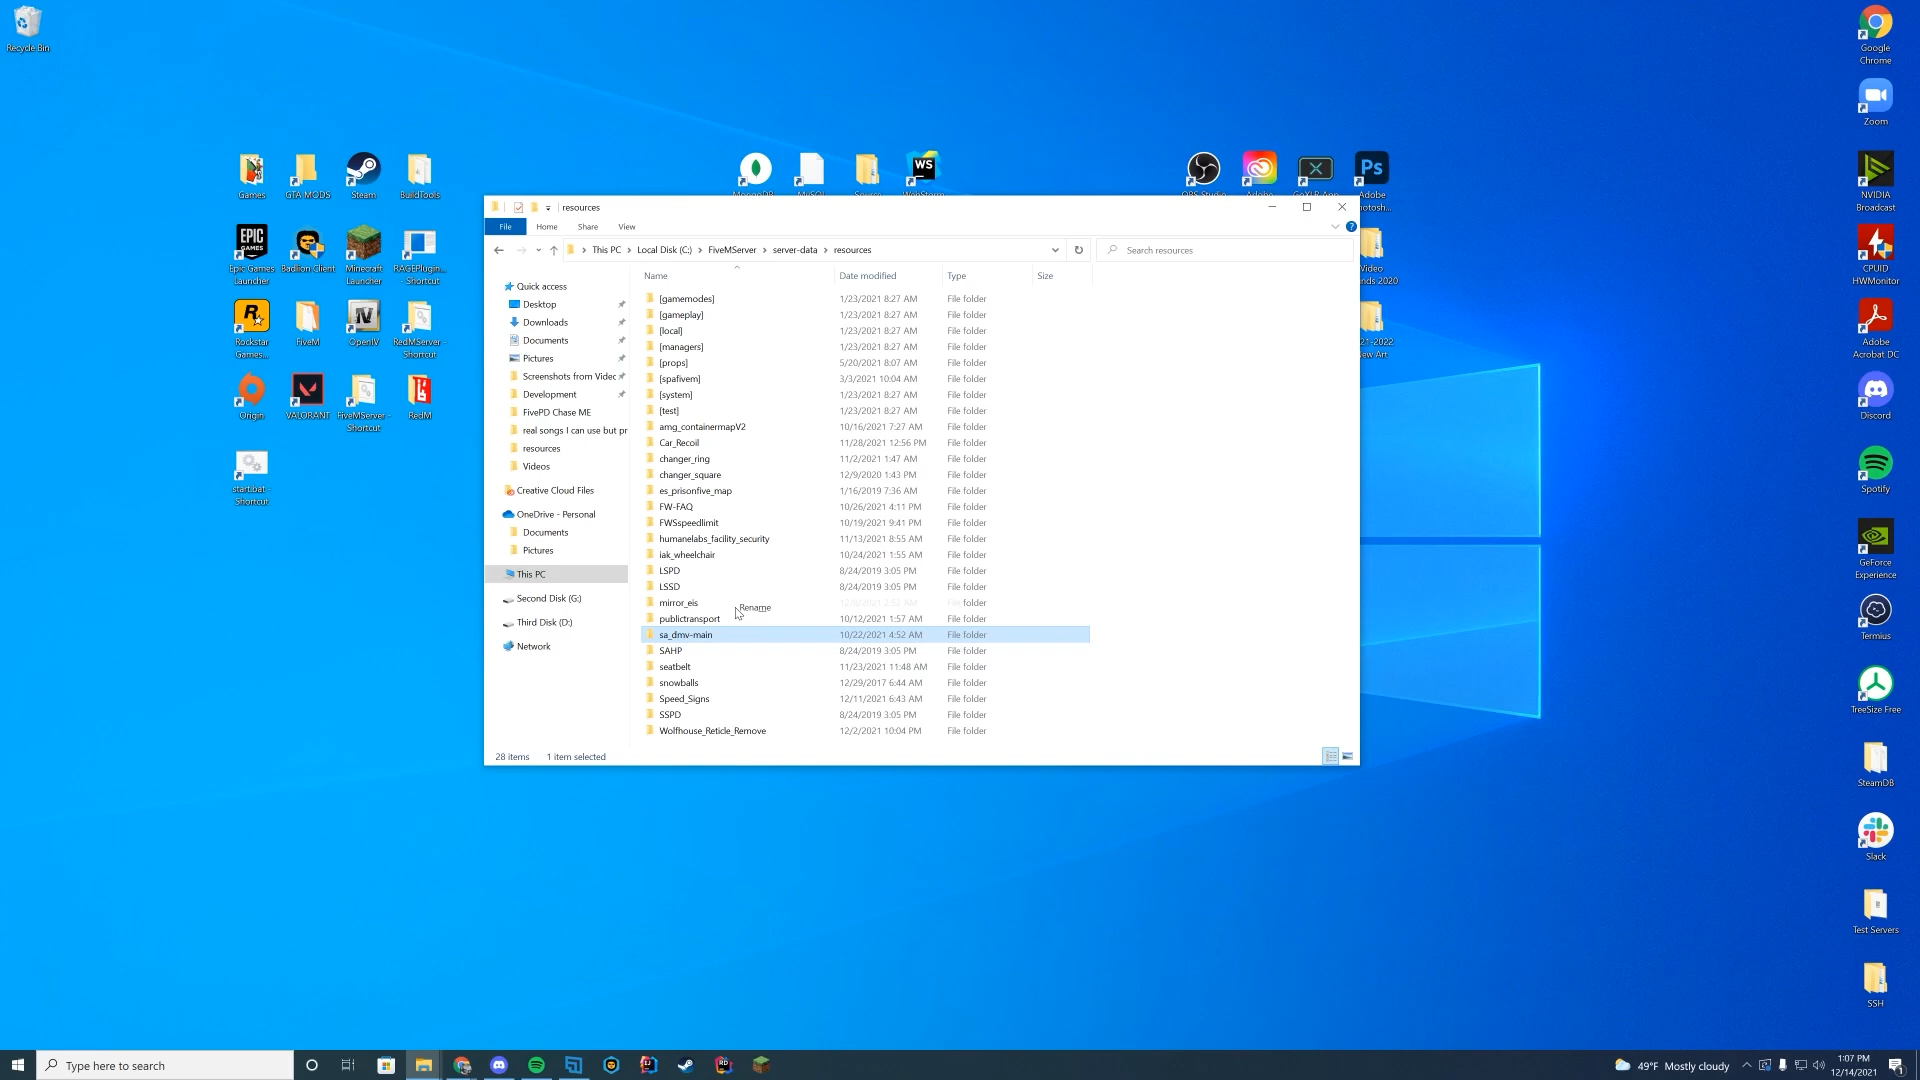 Recycle Bin
Games
GTA MODS
Steam
BuildTools
Epic Games Launcher
Badlion Client
Minecraft Launcher
RAGEPlugin... - Shortcut
Rockstar Games...
FiveM
OpenIV
RedMServer - Shortcut
Origin
VALORANT
FiveMServer - Shortcut
RedM
start.bat - Shortcut
resources
File
Home
Share
View
This PC
Local Disk (C:)
FiveMServer
server-data
resources
Search resources
Name
Date modified
Type
Size
Quick access
Desktop
Downloads
Documents
Pictures
Screenshots from Videc
Development
FivePD Chase ME
real songs I can use but pr
resources
Videos
Creative Cloud Files
OneDrive - Personal
Documents
Pictures
This PC
Second Disk (G:)
Third Disk (D:)
Network
[gamemodes] 1/23/2021 8:27 AM File folder
[gameplay] 1/23/2021 8:27 AM File folder
[local] 1/23/2021 8:27 AM File folder
[managers] 1/23/2021 8:27 AM File folder
[props] 5/20/2021 8:07 AM File folder
[spafivem] 3/3/2021 10:04 AM File folder
[system] 1/23/2021 8:27 AM File folder
[test] 1/23/2021 8:27 AM File folder
amg_containermapV2 10/16/2021 7:27 AM File folder
Car_Recoil 11/28/2021 12:56 PM File folder
changer_ring 11/2/2021 1:47 AM File folder
changer_square 12/9/2020 1:43 PM File folder
es_prisonfive_map 1/16/2019 7:36 AM File folder
FW-FAQ 10/26/2021 4:11 PM File folder
FWSspeedlimit 10/19/2021 9:41 PM File folder
humanelabs_facility_security 11/13/2021 8:55 AM File folder
iak_wheelchair 10/24/2021 1:55 AM File folder
LSPD 8/24/2019 3:05 PM File folder
LSSD 8/24/2019 3:05 PM File folder
mirror_eis File folder
Rename
publictransport 10/12/2021 1:57 AM File folder
sa_dmv-main 10/22/2021 4:52 AM File folder
SAHP 8/24/2019 3:05 PM File folder
seatbelt 11/23/2021 11:48 AM File folder
snowballs 12/29/2017 6:44 AM File folder
Speed_Signs 12/11/2021 6:43 AM File folder
SSPD 8/24/2019 3:05 PM File folder
Wolfhouse_Reticle_Remove 12/2/2021 10:04 PM File folder
28 items 1 item selected
WS
Ps
Adobe
otosh...
Video
nds 2020
21-2022
ew Art
Google Chrome
Zoom
NVIDIA Broadcast
CPUID HWMonitor
Adobe Acrobat DC
Discord
Spotify
GeForce Experience
Termius
TreeSize Free
SteamDB
Slack
Test Servers
SSH
Type here to search
49°F Mostly cloudy
1:07 PM
12/14/2021